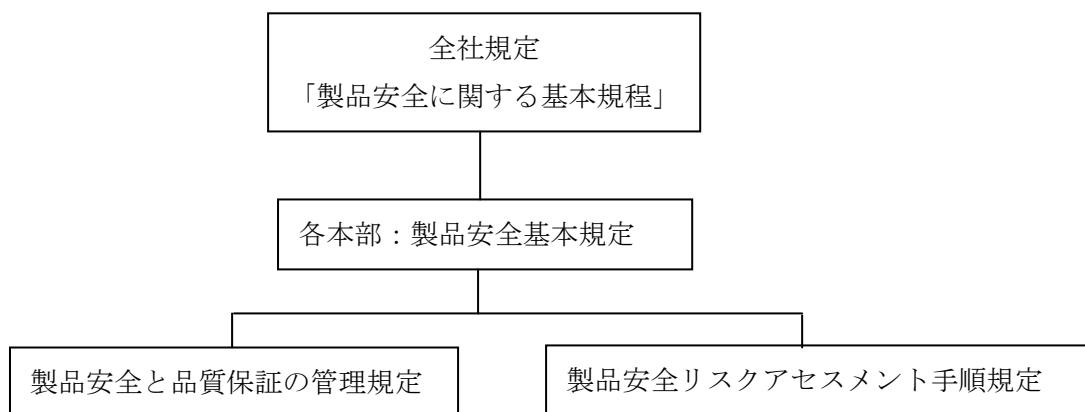 全社規定
「製品安全に関する基本規程」
各本部：製品安全基本規定
製品安全と品質保証の管理規定
製品安全リスクアセスメント手順規定